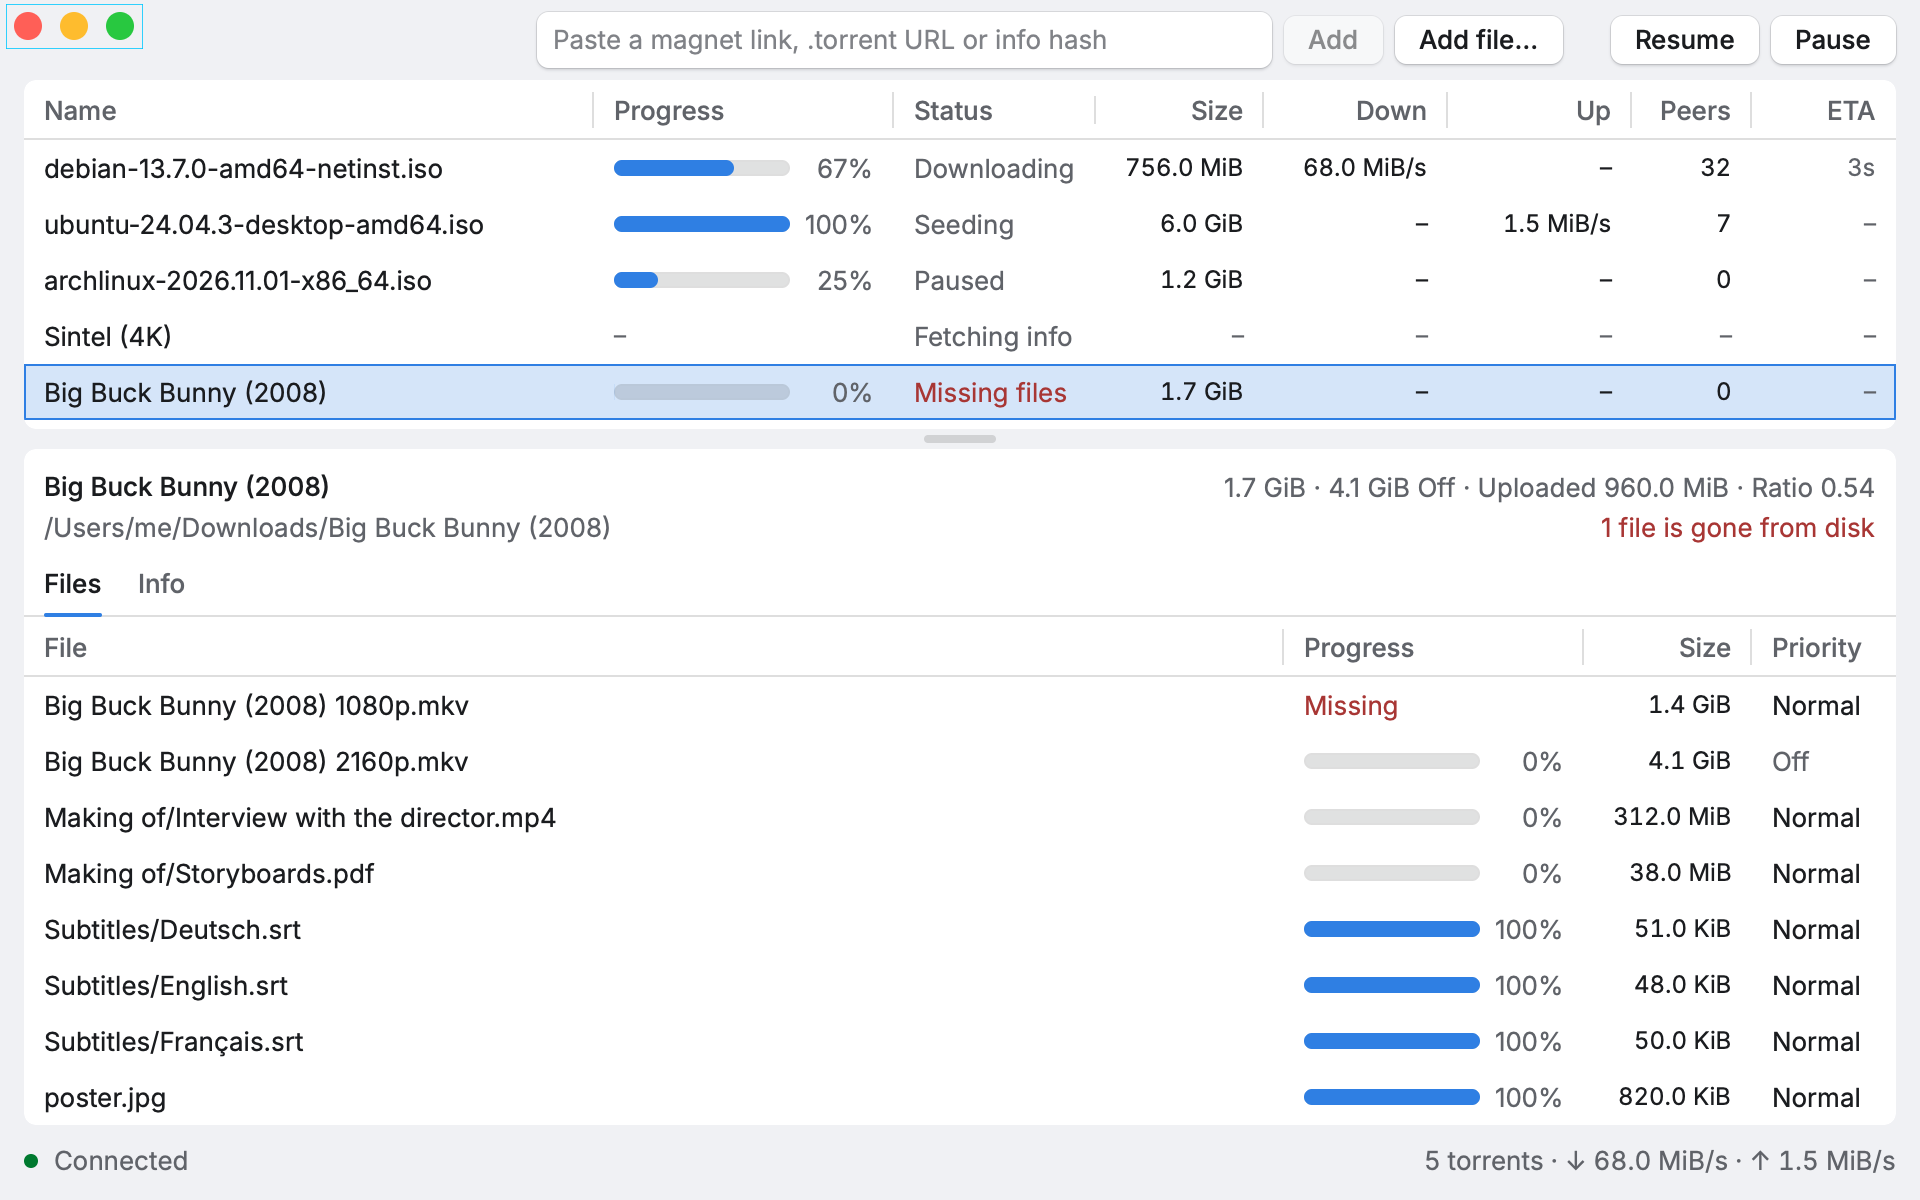 Paste a magnet link, .torrent URL or info hash Add Add file... Resume Pause
Name Progress Status Size Down Up Peers ETA
debian-13.7.0-amd64-netinst.iso 67% Downloading 756.0 MiB 68.0 MiB/s – 32 3s
ubuntu-24.04.3-desktop-amd64.iso 100% Seeding 6.0 GiB – 1.5 MiB/s 7 –
archlinux-2026.11.01-x86_64.iso 25% Paused 1.2 GiB – – 0 –
Sintel (4K) – Fetching info – – – – –
Big Buck Bunny (2008) 0% Missing files 1.7 GiB – – 0 –
Big Buck Bunny (2008) 1.7 GiB · 4.1 GiB Off · Uploaded 960.0 MiB · Ratio 0.54
/Users/me/Downloads/Big Buck Bunny (2008) 1 file is gone from disk
Files Info
File Progress Size Priority
Big Buck Bunny (2008) 1080p.mkv Missing 1.4 GiB Normal
Big Buck Bunny (2008) 2160p.mkv 0% 4.1 GiB Off
Making of/Interview with the director.mp4 0% 312.0 MiB Normal
Making of/Storyboards.pdf 0% 38.0 MiB Normal
Subtitles/Deutsch.srt 100% 51.0 KiB Normal
Subtitles/English.srt 100% 48.0 KiB Normal
Subtitles/Français.srt 100% 50.0 KiB Normal
poster.jpg 100% 820.0 KiB Normal
Connected 5 torrents · ↓ 68.0 MiB/s · ↑ 1.5 MiB/s